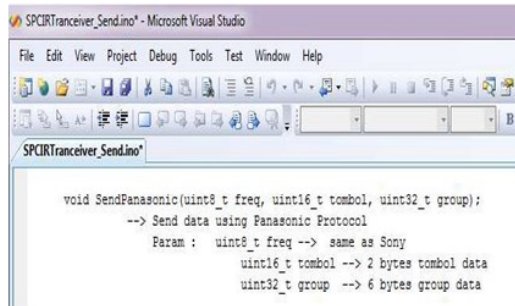 SPCIRTranceiver_Send.ino* - Microsoft Visual Studio
File Edit View Project Debug Tools Test Window Help
B
SPCIRTranceiver_Send.ino*
void SendPanasonic(uint8_t freq, uint16_t tombol, uint32_t group);
--> Send data using Panasonic Protocol
Param : uint8_t freq --> same as Sony
uint16_t tombol --> 2 bytes tombol data
uint32_t group --> 6 bytes group data